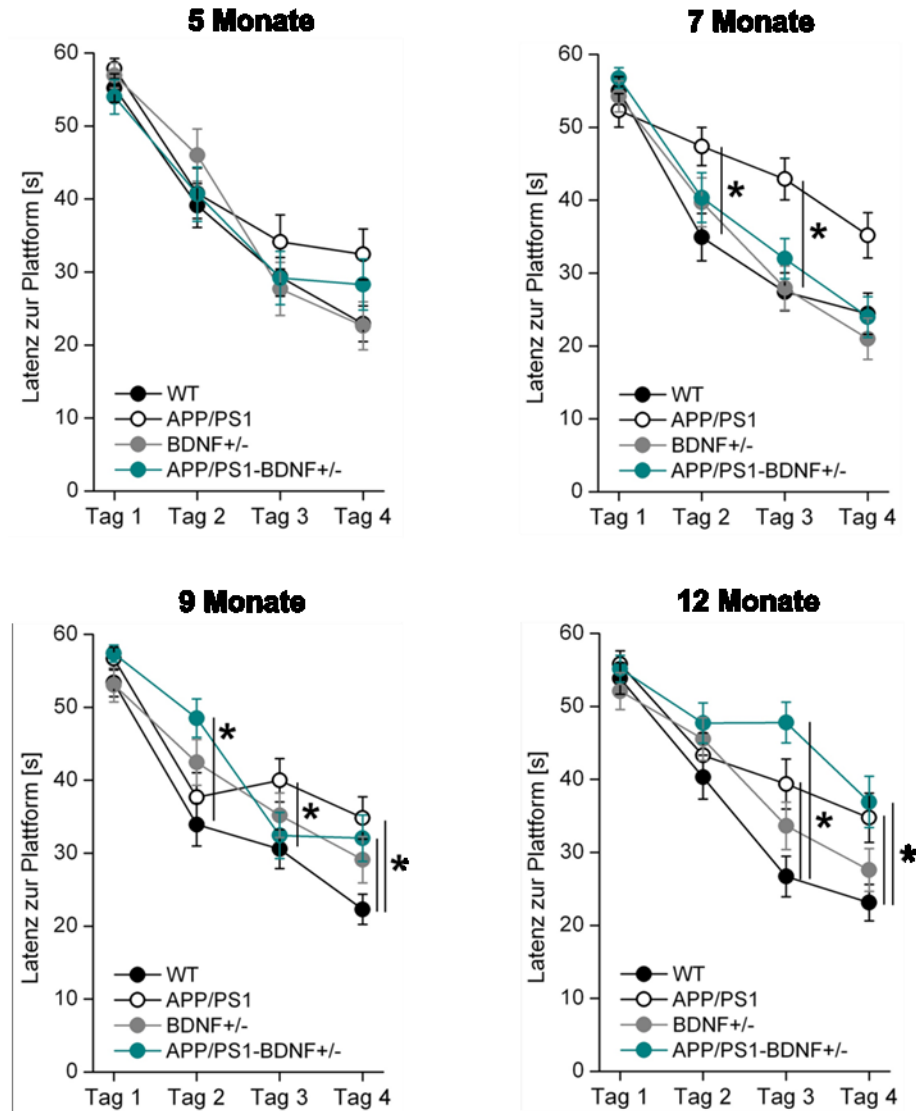 5 Monate
Latenz zur Plattform [s]
60
50
40
30
20
10
0
WT
APP/PS1
BDNF+/-
APP/PS1-BDNF+/-
Tag 1 Tag 2 Tag 3 Tag 4
7 Monate
Latenz zur Plattform [s]
60
50
40
30
20
10
0
*
*
WT
APP/PS1
BDNF+/-
APP/PS1-BDNF+/-
Tag 1 Tag 2 Tag 3 Tag 4
9 Monate
Latenz zur Plattform [s]
60
50
40
30
20
10
0
*
*
*
WT
APP/PS1
BDNF+/-
APP/PS1-BDNF+/-
Tag 1 Tag 2 Tag 3 Tag 4
12 Monate
Latenz zur Plattform [s]
60
50
40
30
20
10
0
*
*
WT
APP/PS1
BDNF+/-
APP/PS1-BDNF+/-
Tag 1 Tag 2 Tag 3 Tag 4